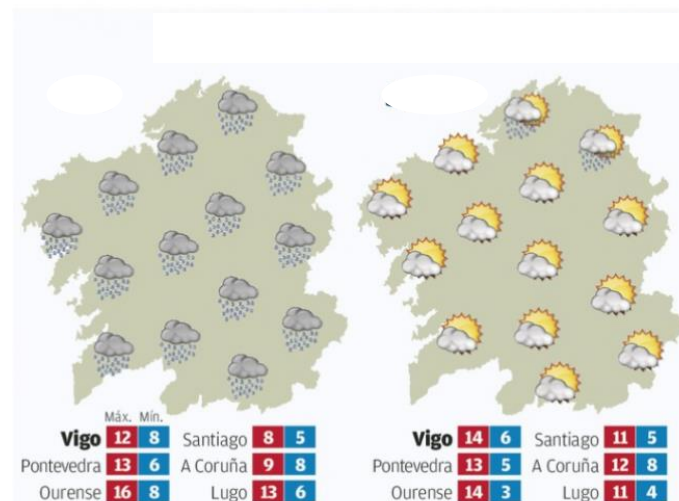 Máx. Mín.
Vigo 12 8 Santiago 8 5
Pontevedra 13 6 A Coruña 9 8
Ourense 16 8 Lugo 13 6
Vigo 14 6 Santiago 11 5
Pontevedra 13 5 A Coruña 12 8
Ourense 14 3 Lugo 11 4